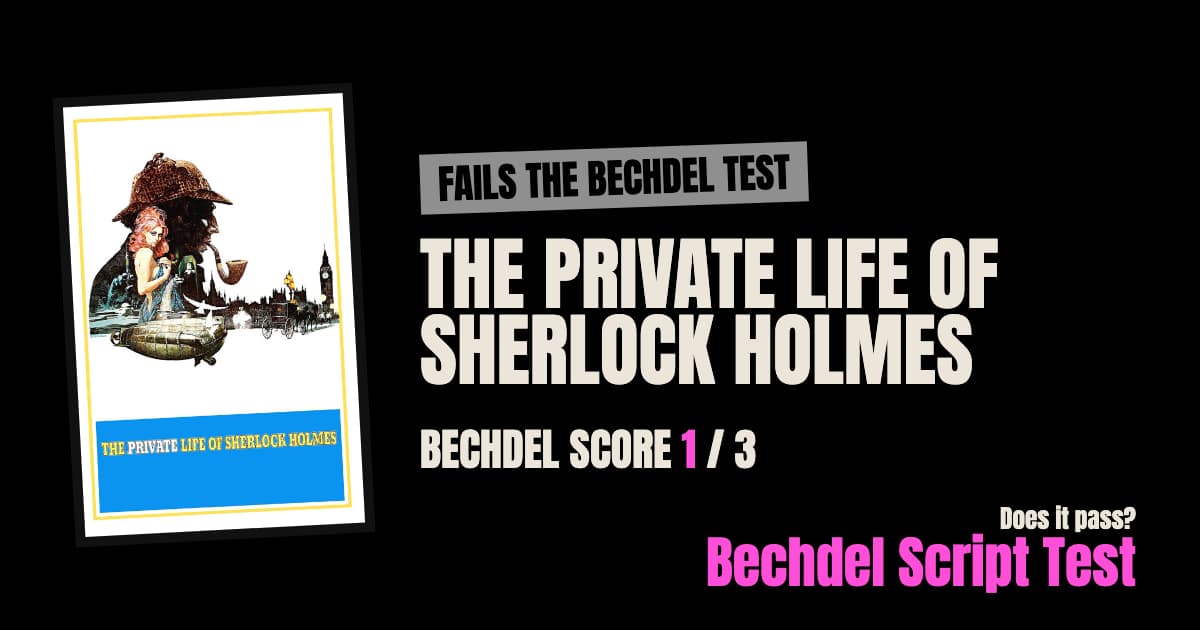 FAILS THE BECHDEL TEST
THE PRIVATE LIFE OF
SHERLOCK HOLMES
BECHDEL SCORE 1 / 3
THE PRIVATE LIFE OF SHERLOCK HOLMES
Does it pass?
Bechdel Script Test